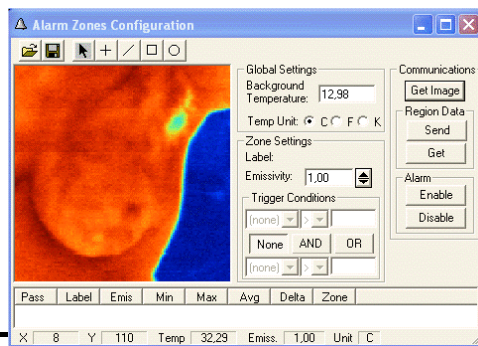 Alarm Zones Configuration
Global Settings
Background Temperature: 12,98
Temp Unit: C F K
Zone Settings
Label:
Emissivity: 1,00
Trigger Conditions
(none) >
None AND OR
(none) >
Communications
Get Image
Region Data
Send
Get
Alarm
Enable
Disable
Pass Label Emis Min Max Avg Delta Zone
X 8 Y 110 Temp 32,29 Emiss. 1,00 Unit C